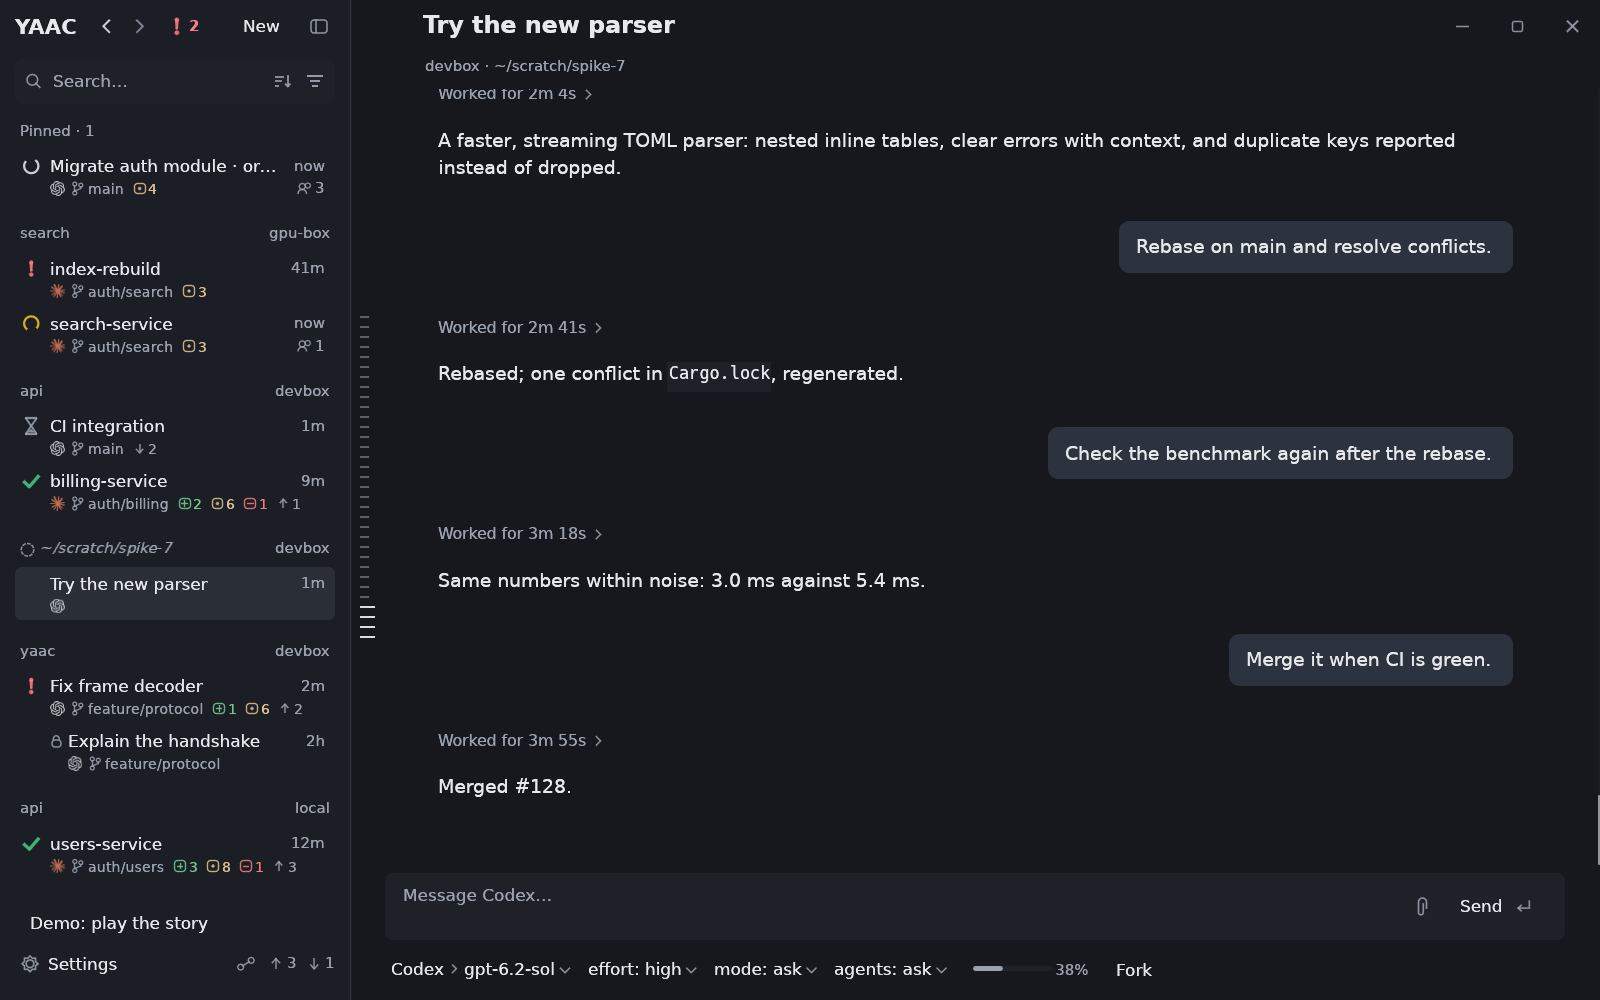 YAAC
2
New
Search...
Pinned · 1
Migrate auth module · or... now
main 4 3
search gpu-box
index-rebuild 41m
auth/search 3
search-service now
auth/search 3 1
api devbox
CI integration 1m
main ↓2
billing-service 9m
auth/billing 2 6 1 ↑1
~/scratch/spike-7 devbox
Try the new parser 1m
yaac devbox
Fix frame decoder 2m
feature/protocol 1 6 ↑2
Explain the handshake 2h
feature/protocol
api local
users-service 12m
auth/users 3 8 1 ↑3
Demo: play the story
Settings ↑3 ↓1
Try the new parser
devbox · ~/scratch/spike-7
Worked for 2m 4s
A faster, streaming TOML parser: nested inline tables, clear errors with context, and duplicate keys reported
instead of dropped.
Rebase on main and resolve conflicts.
Worked for 2m 41s
Rebased; one conflict in Cargo.lock, regenerated.
Check the benchmark again after the rebase.
Worked for 3m 18s
Same numbers within noise: 3.0 ms against 5.4 ms.
Merge it when CI is green.
Worked for 3m 55s
Merged #128.
Message Codex...
Send
Codex gpt-6.2-sol effort: high mode: ask agents: ask 38% Fork